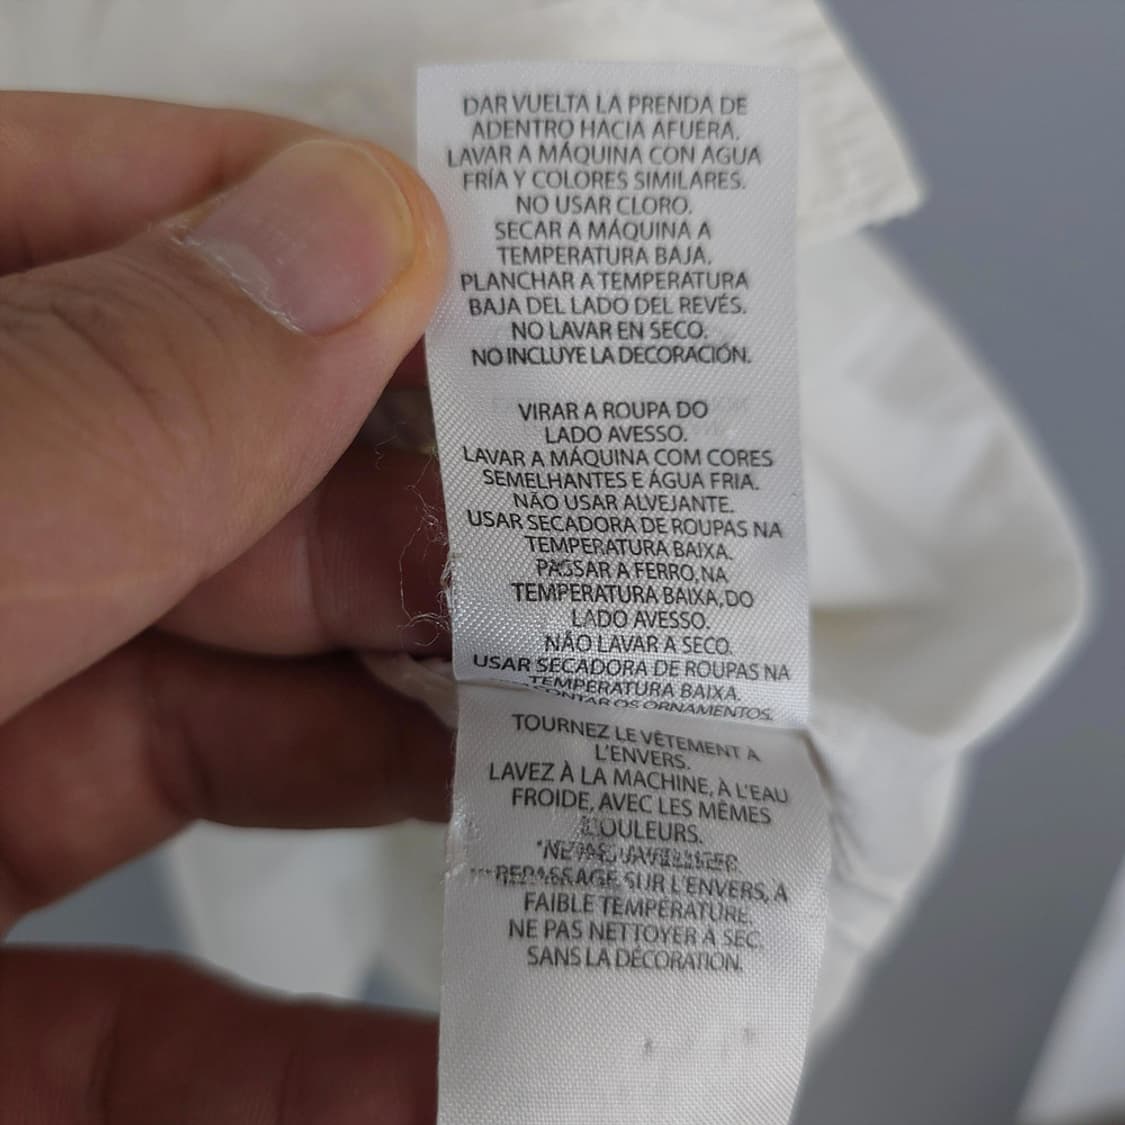 DAR VUELTA LA PRENDA DE
ADENTRO HACIA AFUERA.
LAVAR A MÁQUINA CON AGUA
FRÍA Y COLORES SIMILARES.
NO USAR CLORO.
SECAR A MÁQUINA A
TEMPERATURA BAJA.
PLANCHAR A TEMPERATURA
BAJA DEL LADO DEL REVÉS.
NO LAVAR EN SECO.
NO INCLUYE LA DECORACIÓN.
VIRAR A ROUPA DO
LADO AVESSO.
LAVAR A MÁQUINA COM CORES
SEMELHANTES E ÁGUA FRIA.
NÃO USAR ALVEJANTE.
USAR SECADORA DE ROUPAS NA
TEMPERATURA BAIXA.
PASSAR A FERRO, NA
TEMPERATURA BAIXA, DO
LADO AVESSO.
NÃO LAVAR A SECO.
USAR SECADORA DE ROUPAS NA
TEMPERATURA BAIXA.
OS ORNAMENTOS.
TOURNEZ LE VÊTEMENT A
L'ENVERS.
LAVEZ À LA MACHINE, À L'EAU
FROIDE, AVEC LES MÊMES
COULEURS.
REPASSAGE SUR L'ENVERS, À
FAIBLE TEMPÉRATURE.
NE PAS NETTOYER À SEC.
SANS LA DÉCORATION.